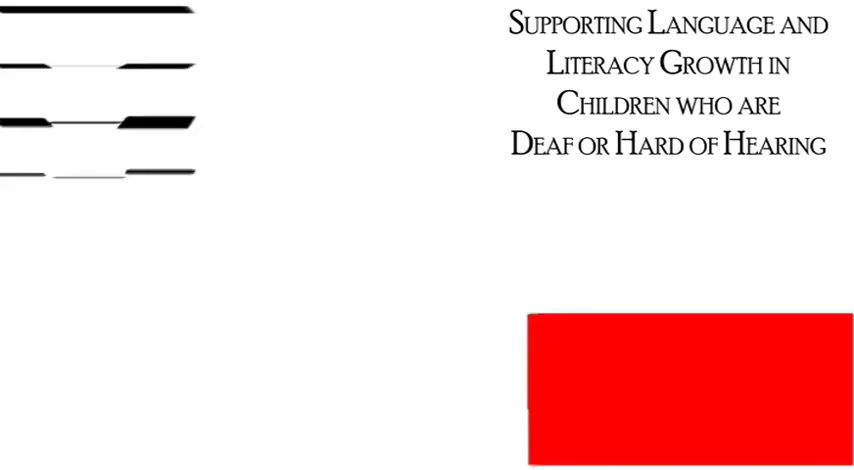 Supporting Language and
Literacy Growth in
Children who are
Deaf or Hard of Hearing